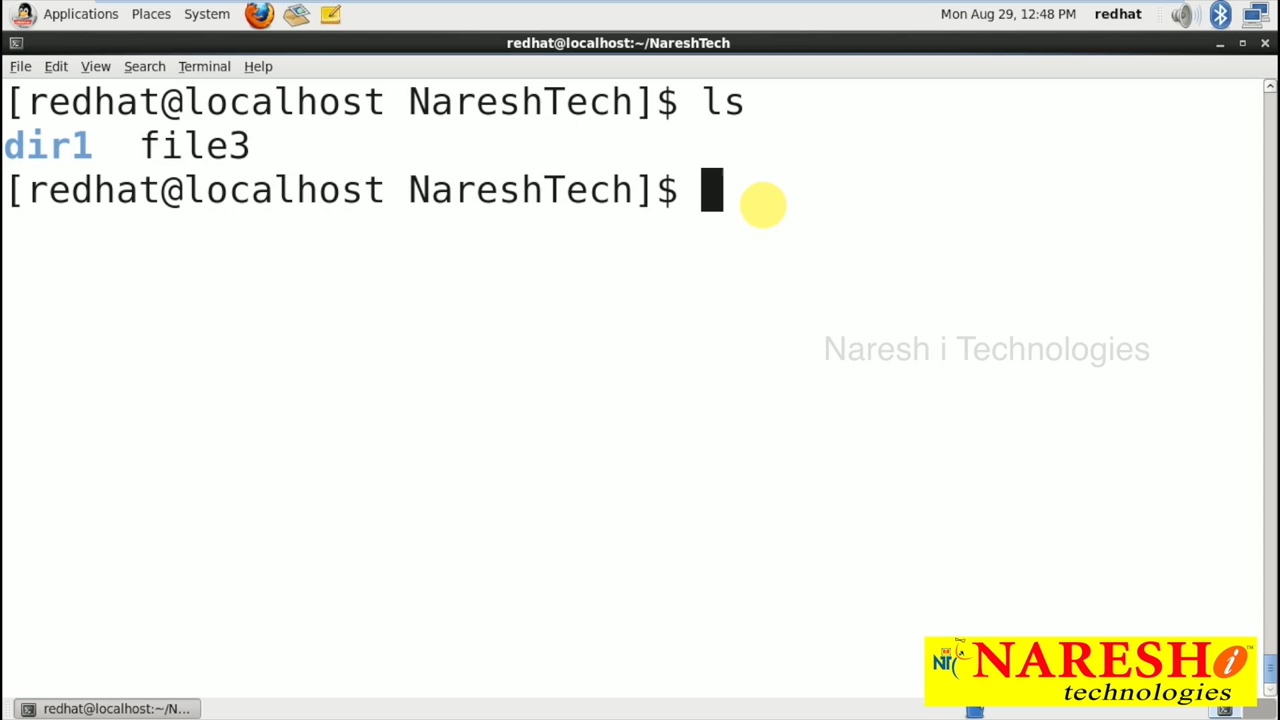 Applications Places System Mon Aug 29, 12:48 PM redhat
redhat@localhost:~/NareshTech
File Edit View Search Terminal Help
[redhat@localhost NareshTech]$ ls
dir1 file3
[redhat@localhost NareshTech]$
Naresh i Technologies
NARESH i ™
technologies
redhat@localhost:~/N...